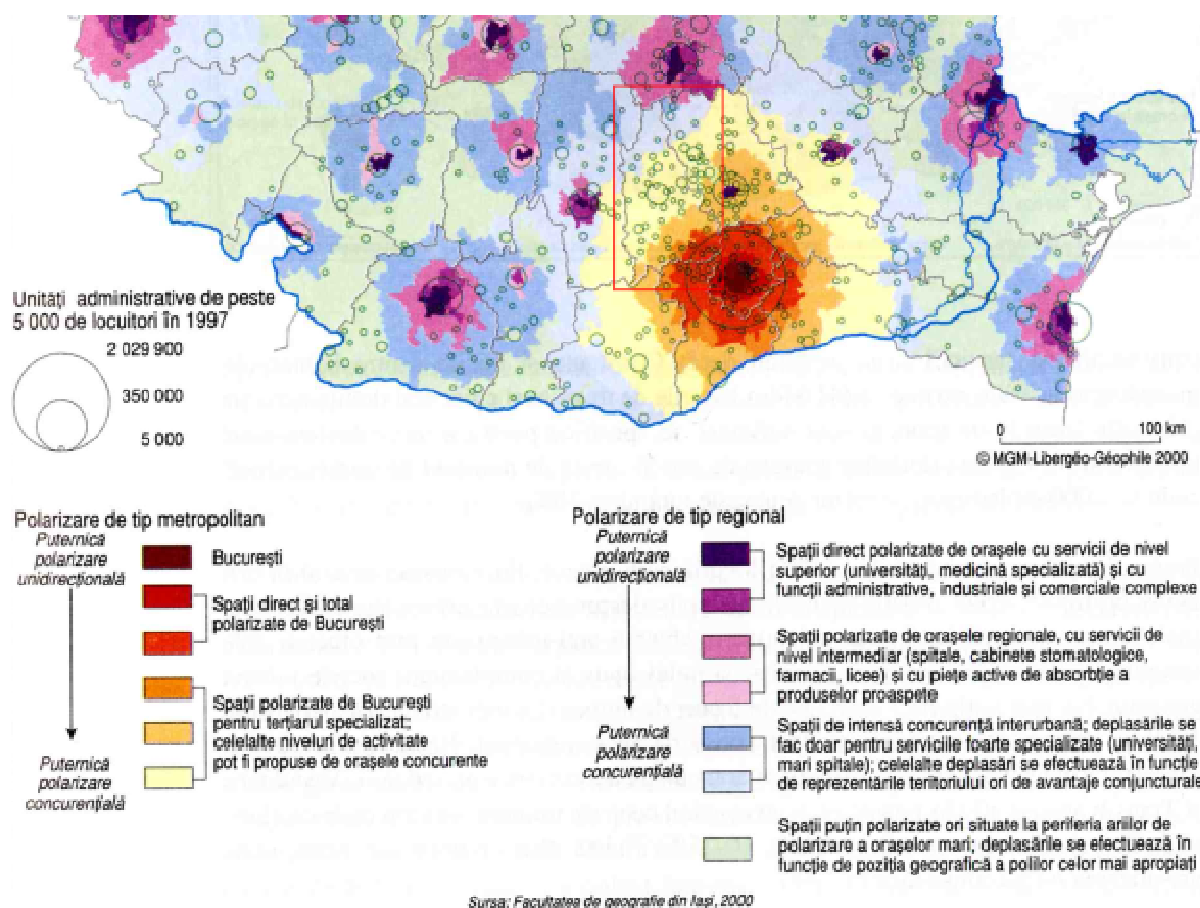 Unități administrative de peste
5 000 de locuitori în 1997
2 029 900
350 000
5 000
0 100 km
© MGM-Libergéo-Géophile 2000
Polarizare de tip metropolitan
Puternică
polarizare
unidirecțională
București
Spații direct și total
polarizate de București
Spații polarizate de București
pentru terțiarul specializat;
celelalte niveluri de activitate
pot fi propuse de orașele concurente
Puternică
polarizare
concurențială
Polarizare de tip regional
Puternică
polarizare
unidirecțională
Spații direct polarizate de orașele cu servicii de nivel
superior (universități, medicină specializată) și cu
funcții administrative, industriale și comerciale complexe
Spații polarizate de orașele regionale, cu servicii de
nivel intermediar (spitale, cabinete stomatologice,
farmacii, licee) și cu piețe active de absorbție a
produselor proaspete
Puternică
polarizare
concurențială
Spații de intensă concurență interurbană; deplasările se
fac doar pentru serviciile foarte specializate (universități,
mari spitale); celelalte deplasări se efectuează în funcție
de reprezentările teritoriului ori de avantaje conjuncturale
Spații puțin polarizate ori situate la periferia ariilor de
polarizare a orașelor mari; deplasările se efectuează în
funcție de poziția geografică a polilor celor mai apropiați
Sursa: Facultatea de geografie din Iași, 2000